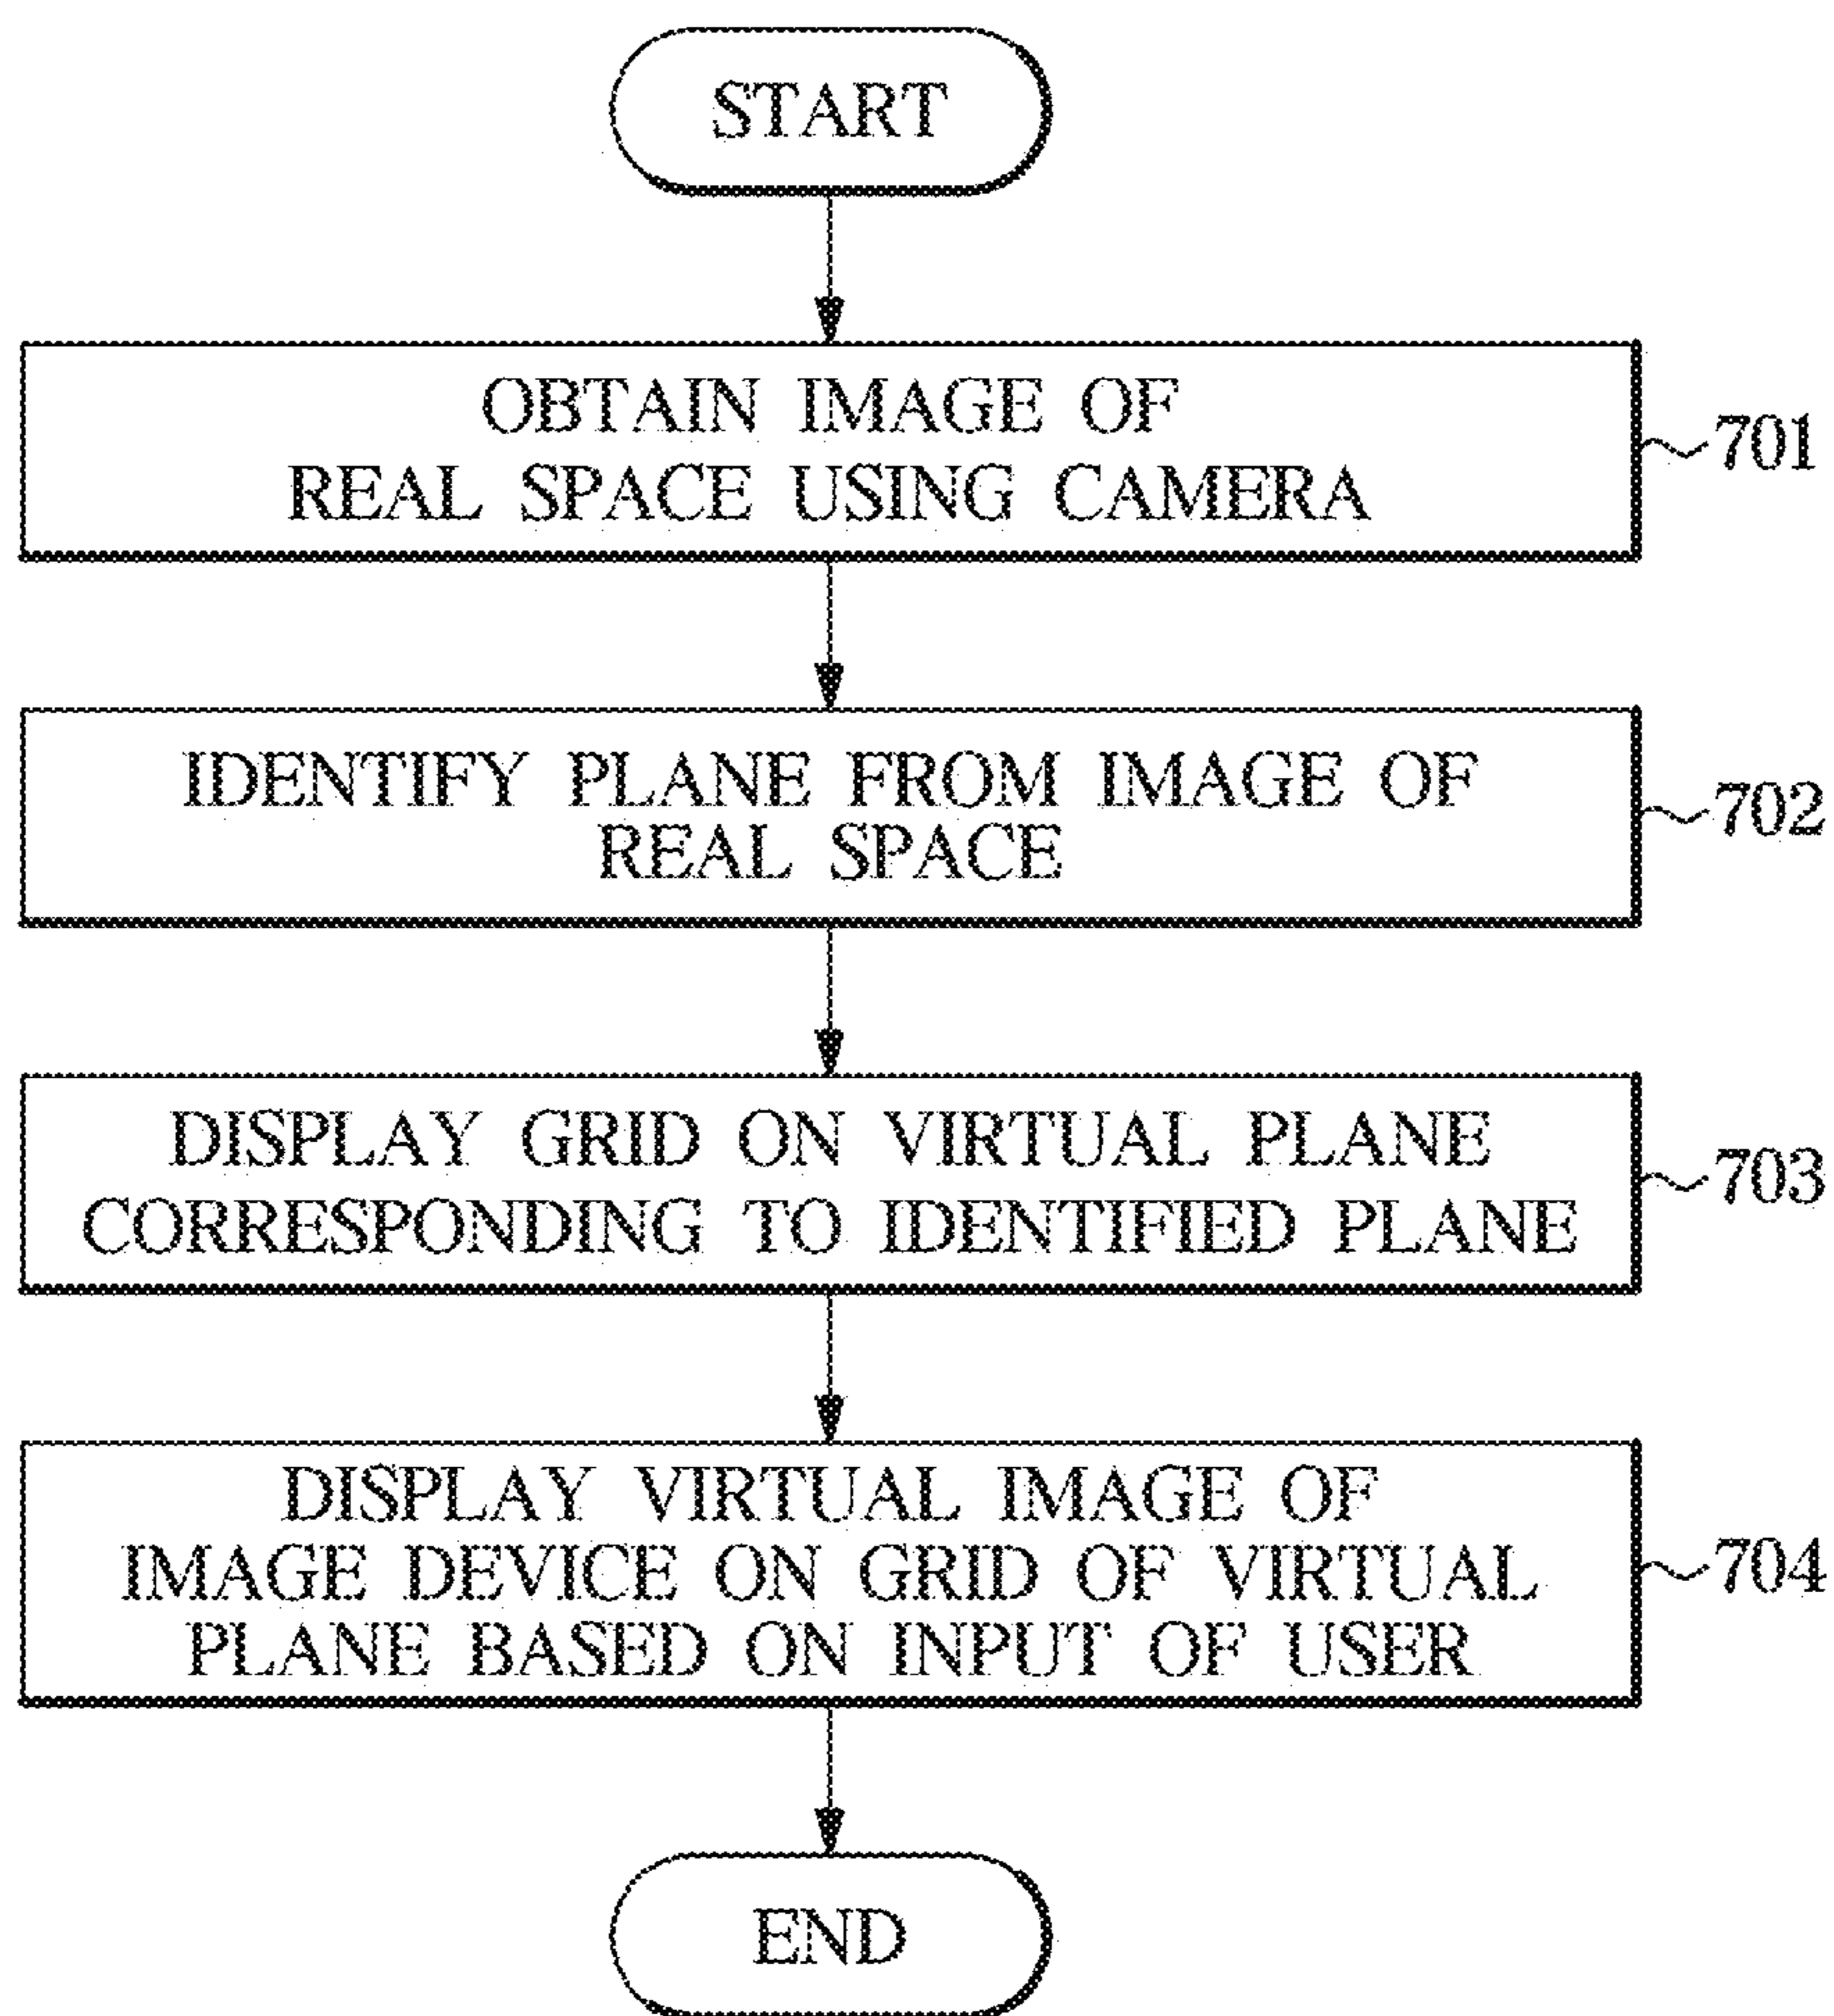 START
OBTAIN IMAGE OF
REAL SPACE USING CAMERA
701
IDENTIFY PLANE FROM IMAGE OF
REAL SPACE
702
DISPLAY GRID ON VIRTUAL PLANE
CORRESPONDING TO IDENTIFIED PLANE
703
DISPLAY VIRTUAL IMAGE OF
IMAGE DEVICE ON GRID OF VIRTUAL
PLANE BASED ON INPUT OF USER
704
END